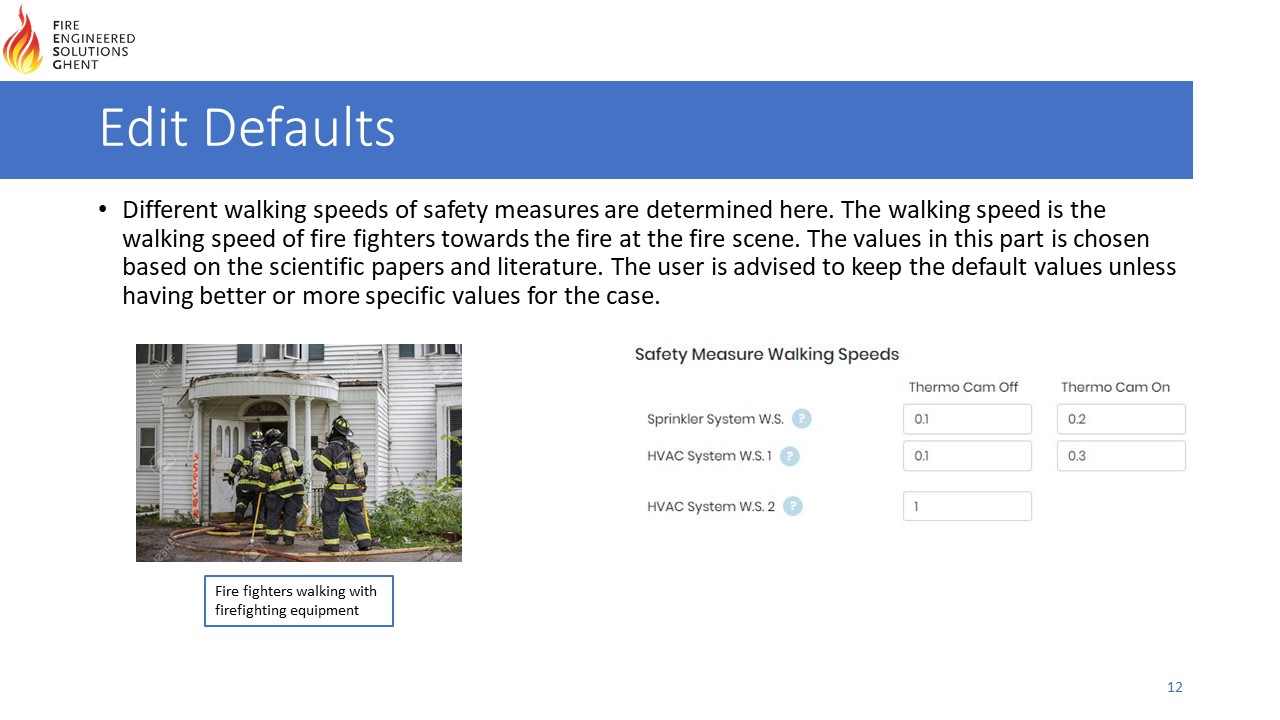 FIRE
ENGINEERED
SOLUTIONS
GHENT
Edit Defaults
• Different walking speeds of safety measures are determined here. The walking speed is the
walking speed of fire fighters towards the fire at the fire scene. The values in this part is chosen
based on the scientific papers and literature. The user is advised to keep the default values unless
having better or more specific values for the case.
Safety Measure Walking Speeds
Thermo Cam Off Thermo Cam On
Sprinkler System W.S. ? 0.1 0.2
HVAC System W.S. 1 ? 0.1 0.3
HVAC System W.S. 2 ? 1
Fire fighters walking with
firefighting equipment
12